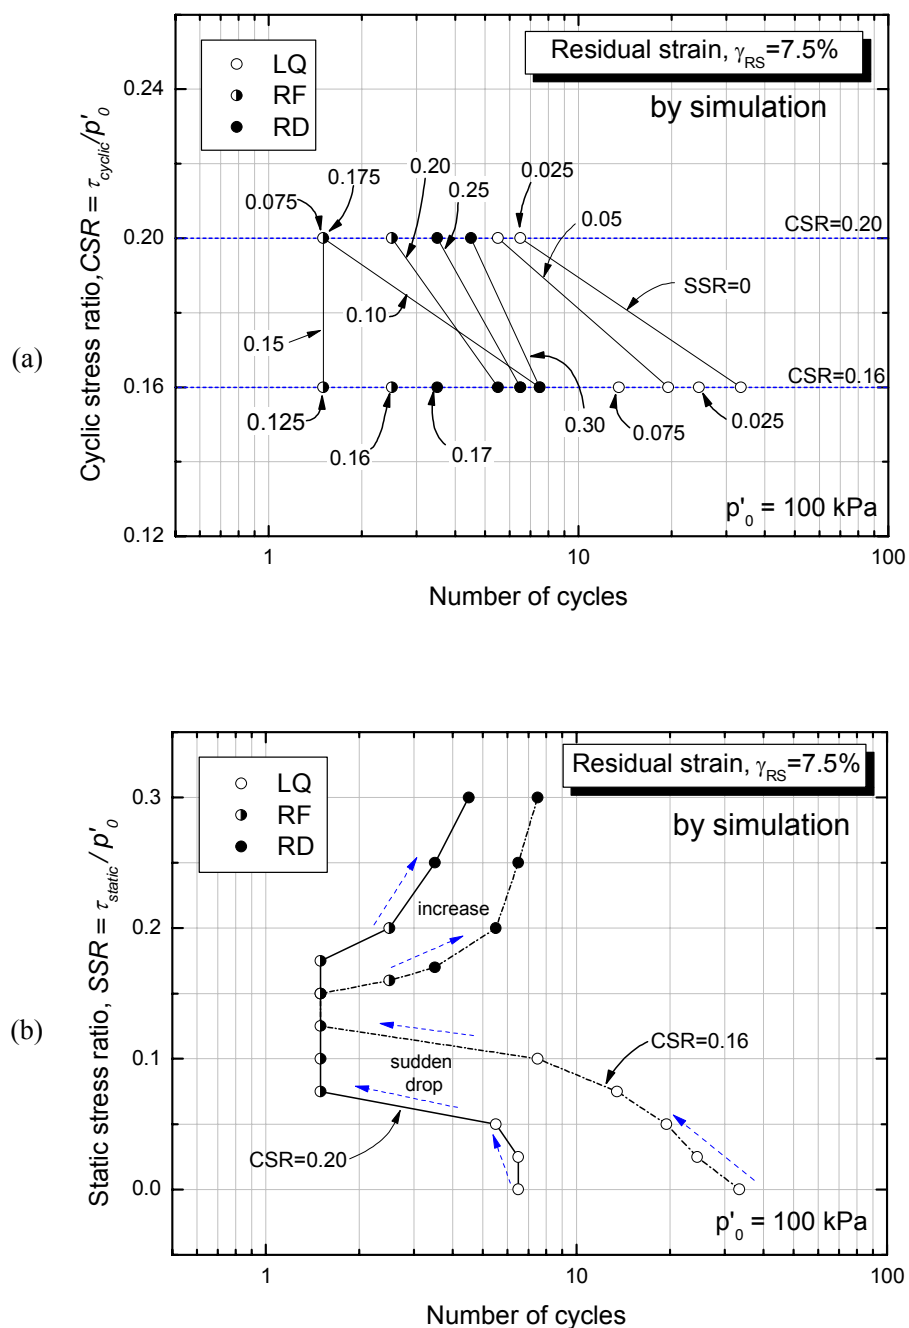 LQ
RF
RD
Residual strain, γRS=7.5%
by simulation
0.24
0.20
0.16
0.12
Cyclic stress ratio, CSR = τcyclic/p'0
(a)
0.075
0.175
0.20
0.25
0.025
0.05
CSR=0.20
SSR=0
0.10
0.15
CSR=0.16
0.125
0.16
0.17
0.30
0.075
0.025
p'0 = 100 kPa
1
10
100
Number of cycles
LQ
RF
RD
Residual strain, γRS=7.5%
by simulation
0.3
0.2
0.1
0.0
Static stress ratio, SSR = τstatic/ p'0
(b)
increase
sudden
drop
CSR=0.16
CSR=0.20
p'0 = 100 kPa
1
10
100
Number of cycles